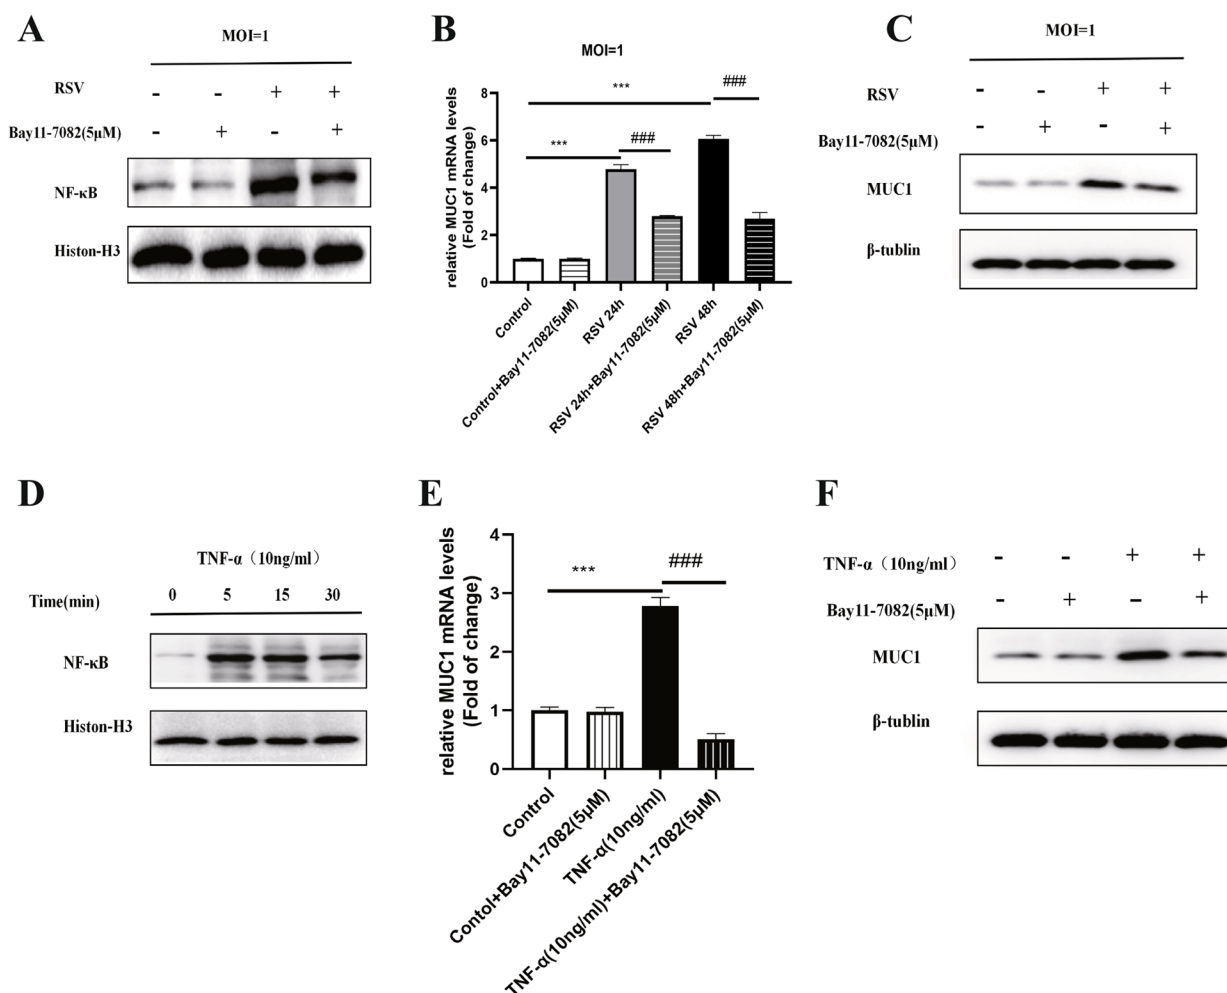 A
MOI=1
RSV - - + +
Bay11-7082(5μM) - + - +
NF-κB
Histon-H3
B
MOI=1
relative MUC1 mRNA levels
(Fold of change)
8
6
4
2
0
***
###
***
###
Control
Control+Bay11-7082(5μM)
RSV 24h
RSV 24h+Bay11-7082(5μM)
RSV 48h
RSV 48h+Bay11-7082(5μM)
C
MOI=1
RSV - - + +
Bay11-7082(5μM) - + - +
MUC1
β-tublin
D
TNF-α（10ng/ml）
Time(min) 0 5 15 30
NF-κB
Histon-H3
E
relative MUC1 mRNA levels
(Fold of change)
4
3
2
1
0
***
###
Control
Contol+Bay11-7082(5μM)
TNF-α(10ng/ml)
TNF-α(10ng/ml)+Bay11-7082(5μM)
F
TNF-α（10ng/ml） - - + +
Bay11-7082(5μM) - + - +
MUC1
β-tublin